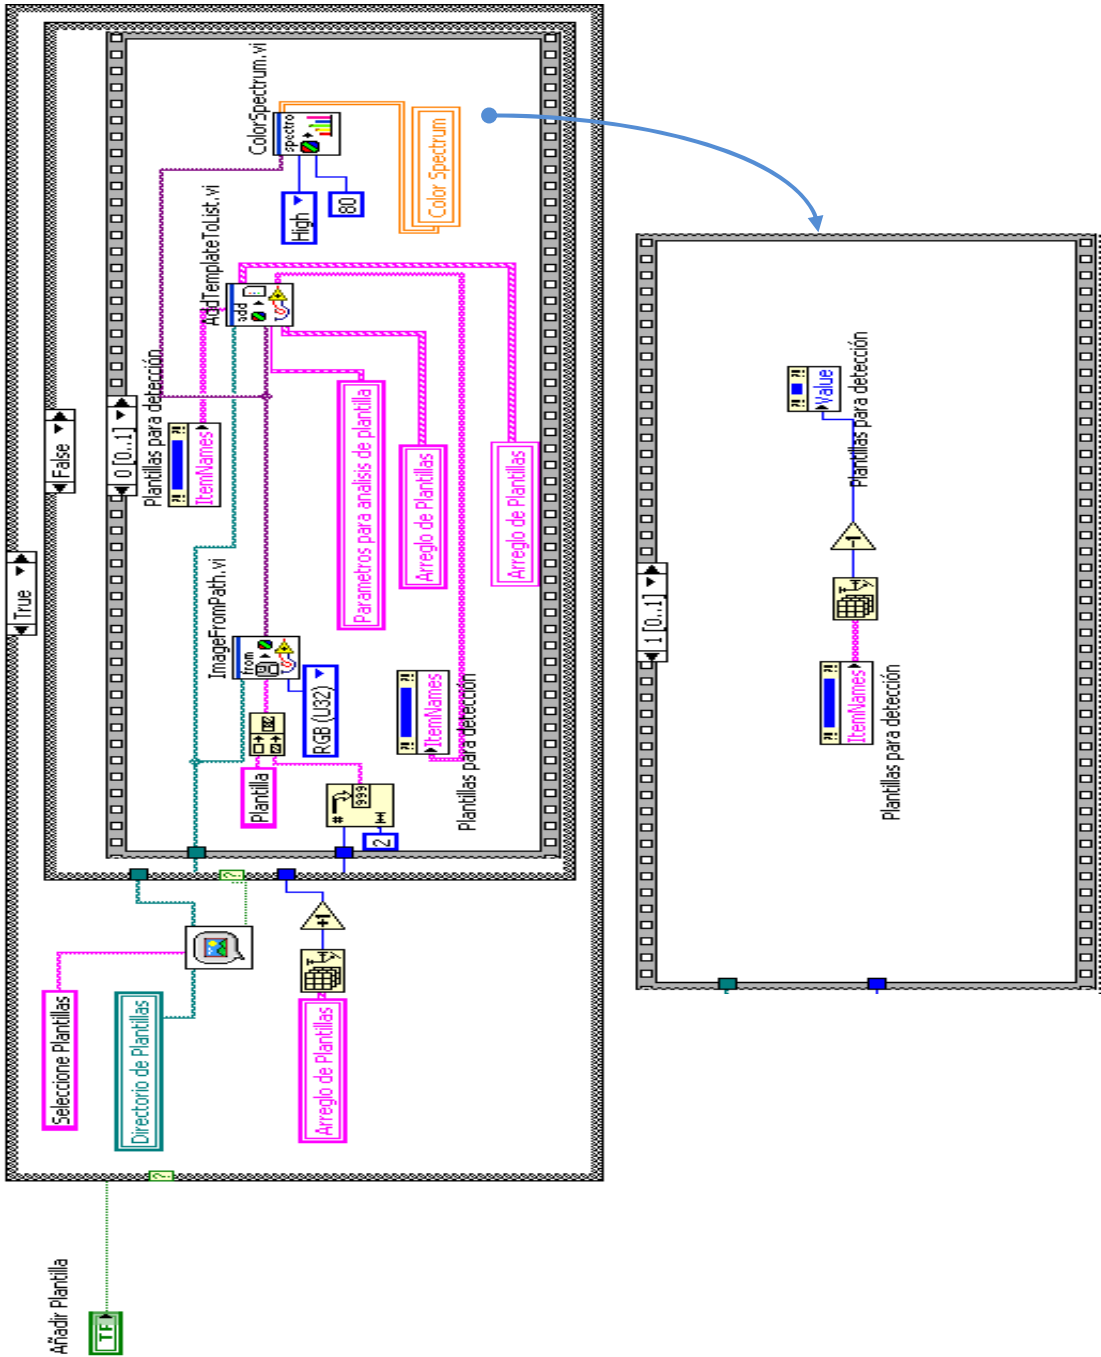 Añadir Plantilla
TF
True
Seleccione Plantillas
Directorio de Plantillas
Arreglo de Plantillas
+1
?
?
False
0 [0..1]
Plantillas para detección
ItemNames
ImageFromPath.vi
from
Plantilla
RGB (U32)
#
999
2
ItemNames
Plantillas para detección
AddTemplateToList.vi
add
Parametros para analisis de plantilla
Arreglo de Plantillas
Arreglo de Plantillas
ColorSpectrum.vi
spectro
High
80
Color Spectrum
1 [0..1]
ItemNames
Plantillas para detección
-1
Value
Plantillas para detección